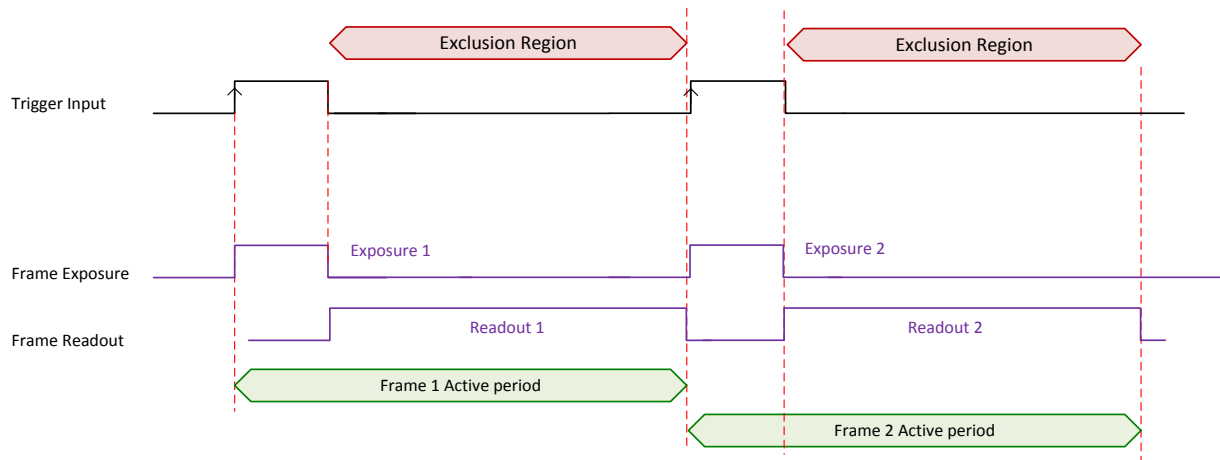 Exclusion Region
Exclusion Region
Trigger Input
Exposure 1
Exposure 2
Frame Exposure
Readout 1
Readout 2
Frame Readout
Frame 1 Active period
Frame 2 Active period